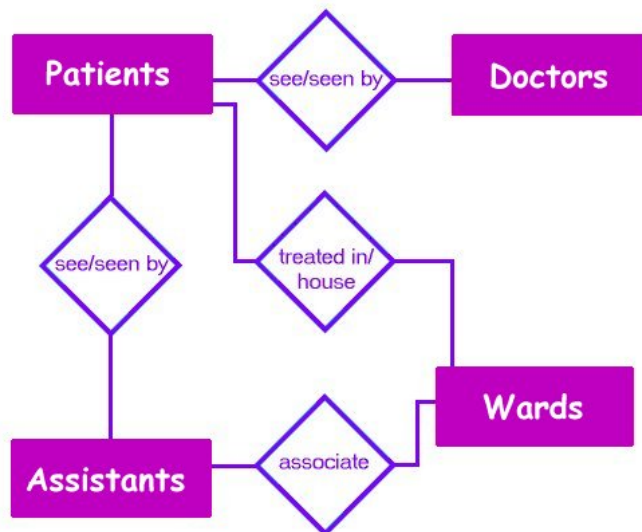 Patients
see/seen by
Doctors
see/seen by
treated in/
house
Wards
associate
Assistants